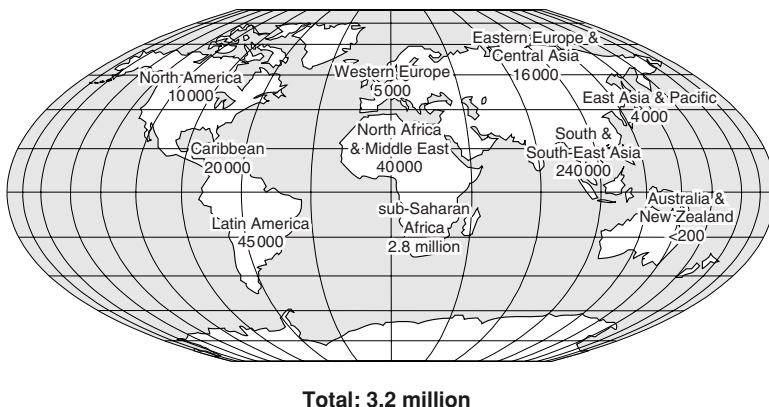 North America
10 000
Caribbean
20 000
Latin America
45 000
Western Europe
5 000
North Africa
& Middle East
40 000
sub-Saharan
Africa
2.8 million
Eastern Europe &
Central Asia
16 000
East Asia & Pacific
4 000
South &
South-East Asia
240 000
Australia &
New Zealand
<200
Total: 3.2 million